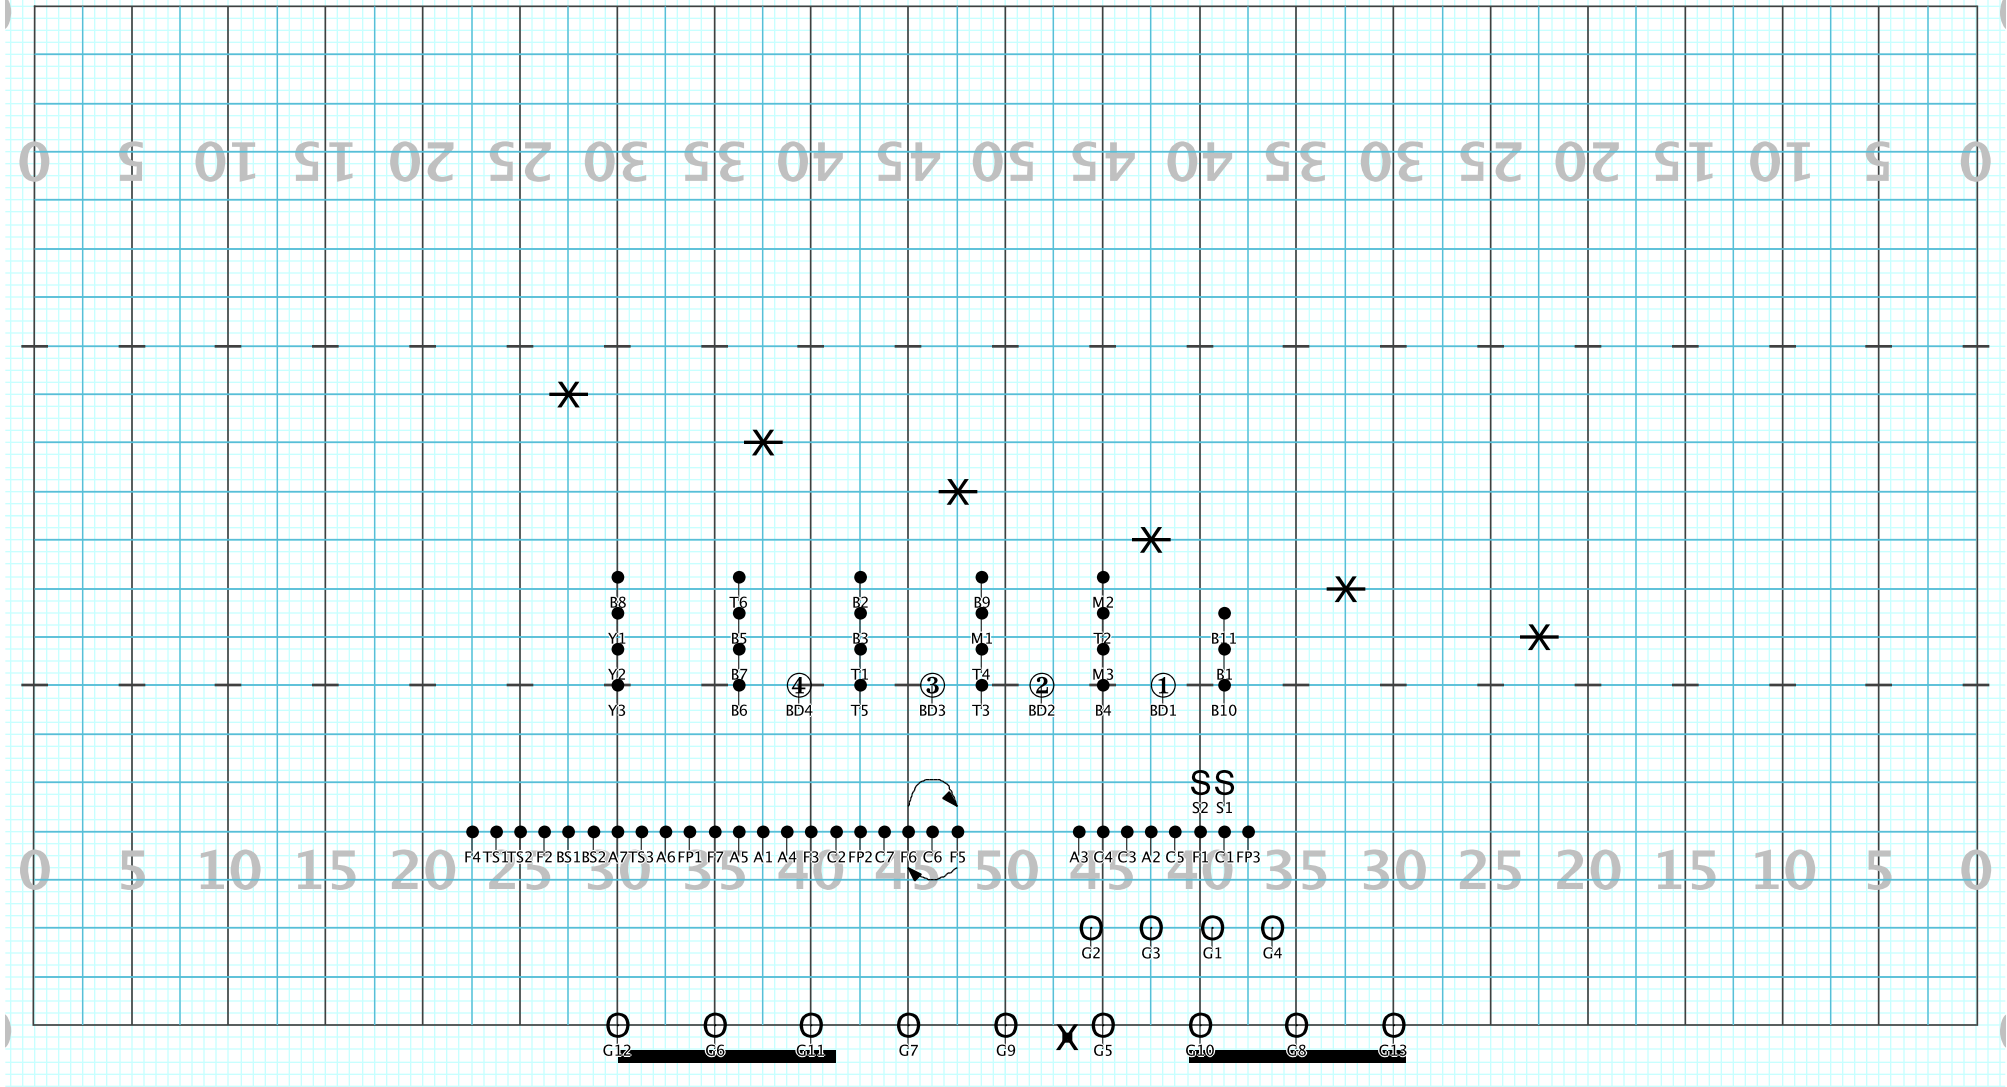 0 5 10 15 20 25 30 35 40 45 50 45 40 35 30 25 20 15 10 5 0
B8 T6 B2 B9 M2
Y1 B5 B3 M1 T2 B11
Y2 B7 T1 T4 M3 B1
4 3 2 1
Y3 B6 BD4 T5 BD3 T3 BD2 B4 BD1 B10
S S
S2 S1
F4 TS1 TS2 F2 BS1 BS2 A7 TS3 A6 FP1 F7 A5 A1 A4 F3 C2 FP2 C7 F6 C6 F5 A3 C4 C3 A2 C5 F1 C1 FP3
0 5 10 15 20 25 30 35 40 45 50 45 40 35 30 25 20 15 10 5 0
O O O O
G2 G3 G1 G4
O O O O O X O O O O
G12 G6 G11 G7 G9 G5 G10 G8 G13